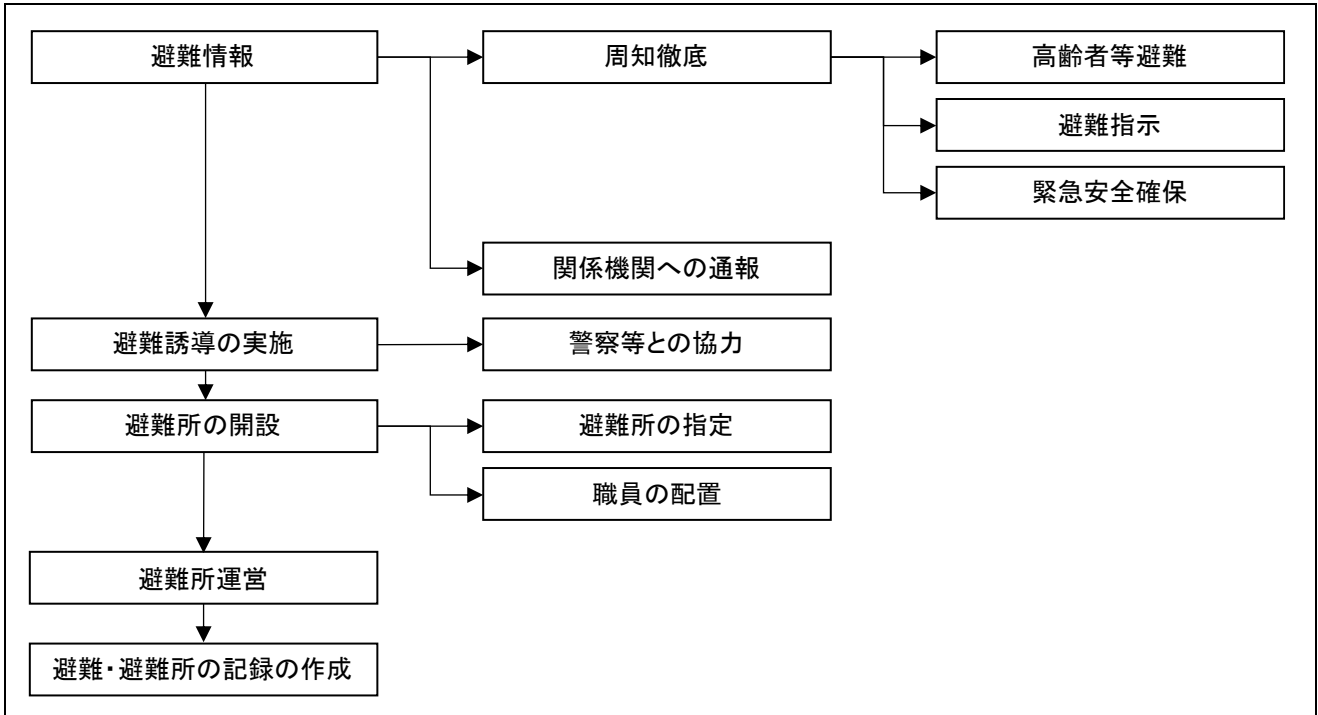 避難情報
周知徹底
高齢者等避難
避難指示
緊急安全確保
関係機関への通報
避難誘導の実施
警察等との協力
避難所の開設
避難所の指定
職員の配置
避難所運営
避難・避難所の記録の作成